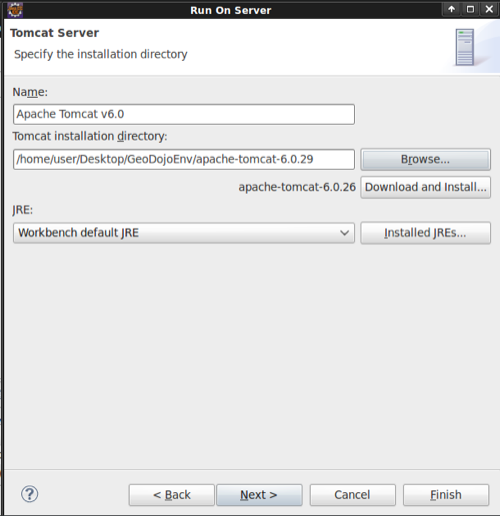 Run On Server
Tomcat Server
Specify the installation directory
Name:
Apache Tomcat v6.0
Tomcat installation directory:
/home/user/Desktop/GeoDojoEnv/apache-tomcat-6.0.29
Browse...
apache-tomcat-6.0.26 Download and Install...
JRE:
Workbench default JRE
Installed JREs...
?
< Back Next > Cancel Finish